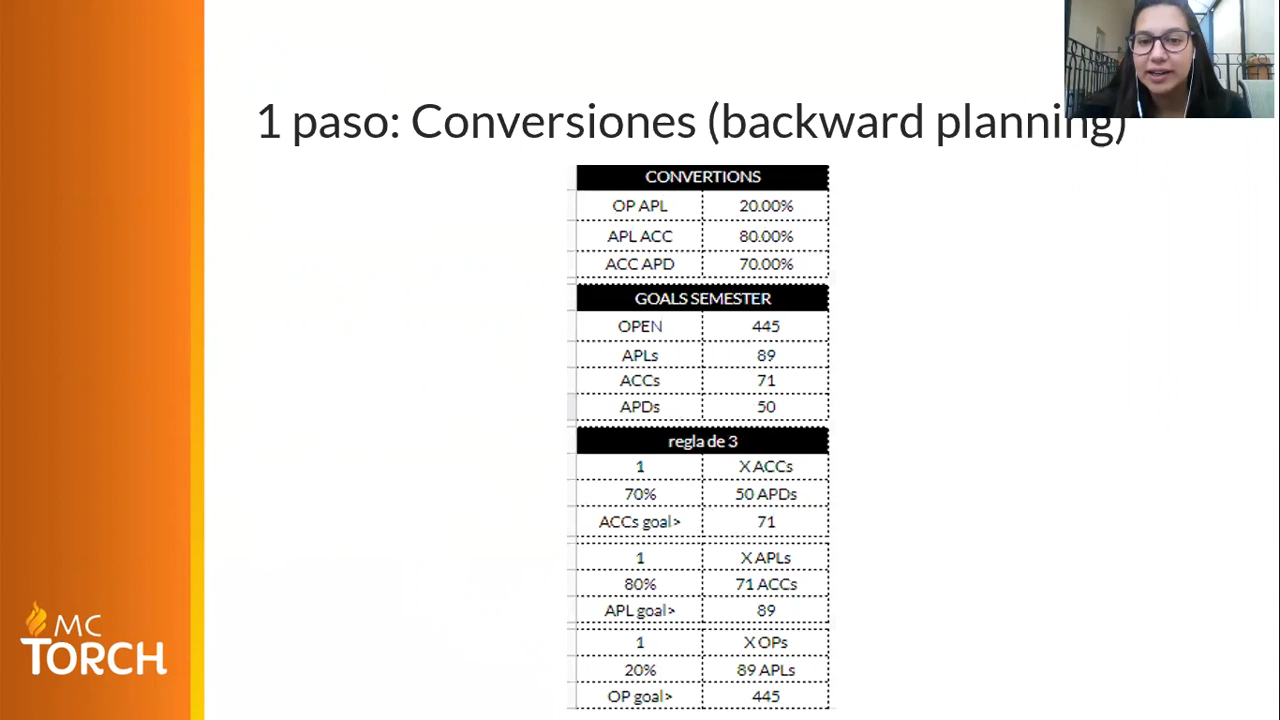 1 paso: Conversiones (backward planning)
CONVERTIONS
OP APL 20.00%
APL ACC 80.00%
ACC APD 70.00%
GOALS SEMESTER
OPEN 445
APLs 89
ACCs 71
APDs 50
regla de 3
1 X ACCs
70% 50 APDs
ACCs goal> 71
1 X APLs
80% 71 ACCs
APL goal> 89
1 X OPs
20% 89 APLs
OP goal> 445
MC
TORCH